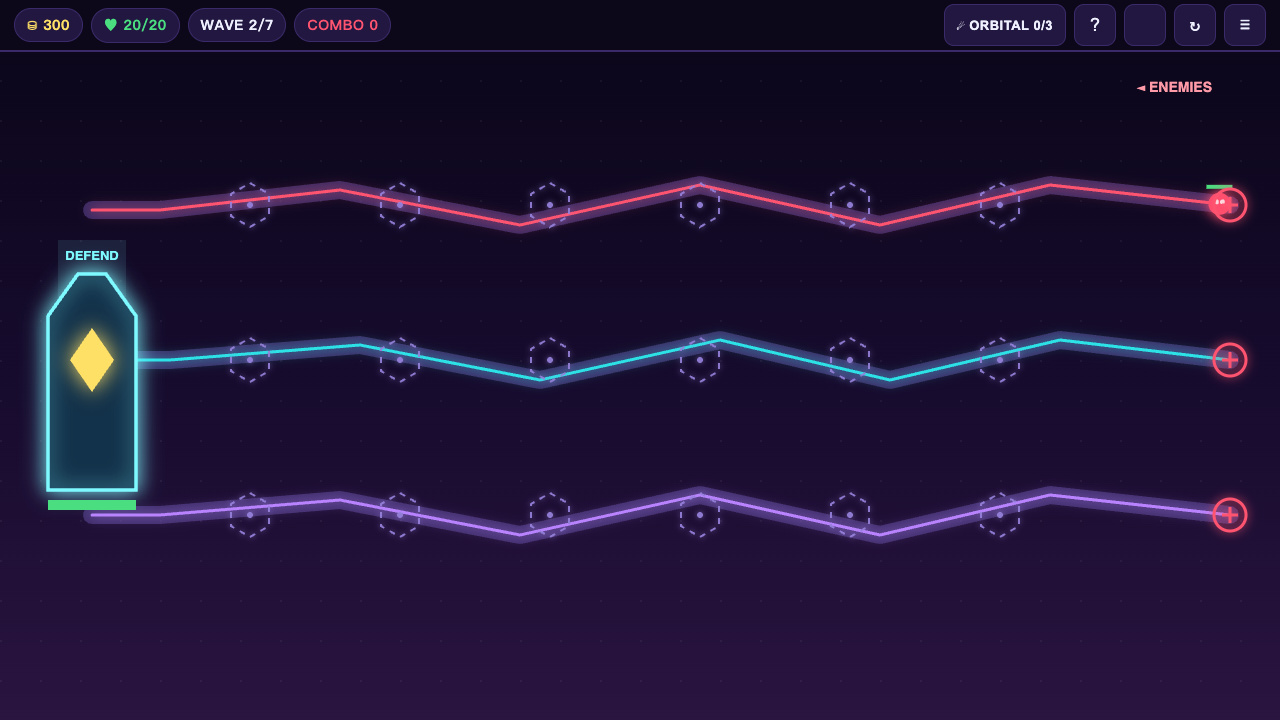 300
20/20
WAVE 2/7
COMBO 0
ORBITAL 0/3
?
◄ ENEMIES
DEFEND